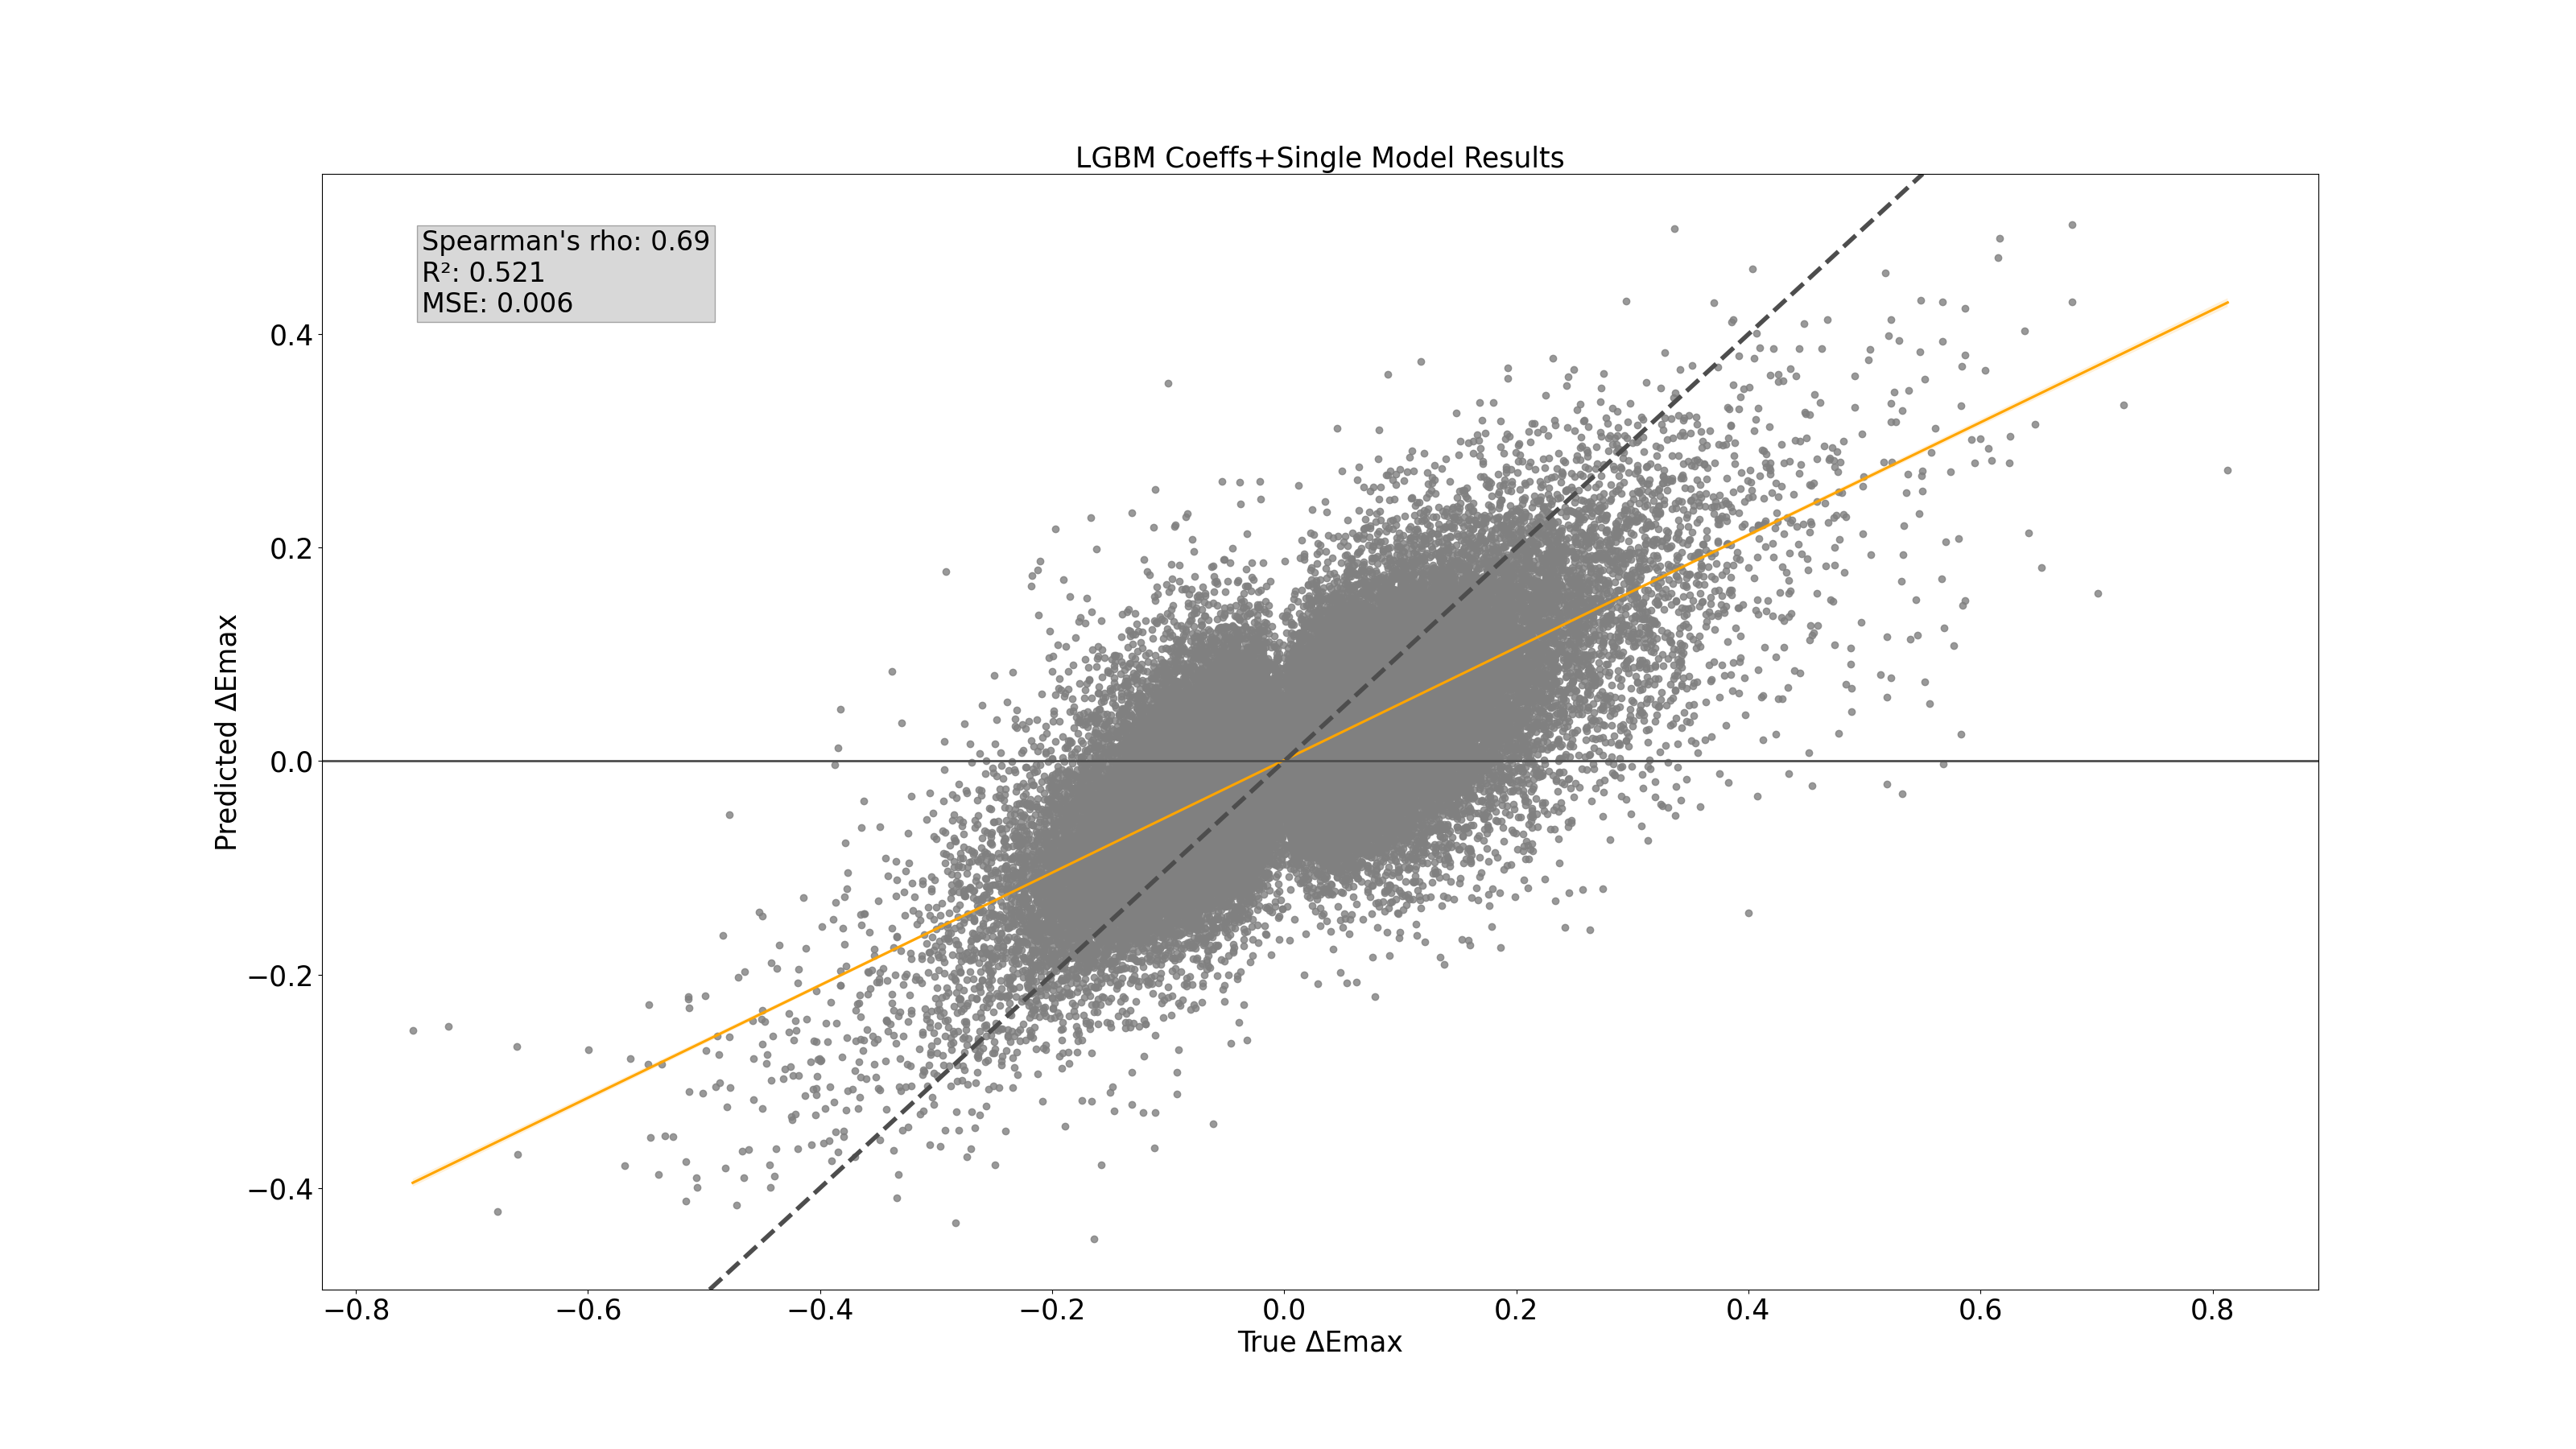 LGBM Coeffs+Single Model Results
Spearman's rho: 0.69
R²: 0.521
MSE: 0.006
0.4
0.2
0.0
−0.2
−0.4
Predicted ΔEmax
−0.8 −0.6 −0.4 −0.2 0.0 0.2 0.4 0.6 0.8
True ΔEmax